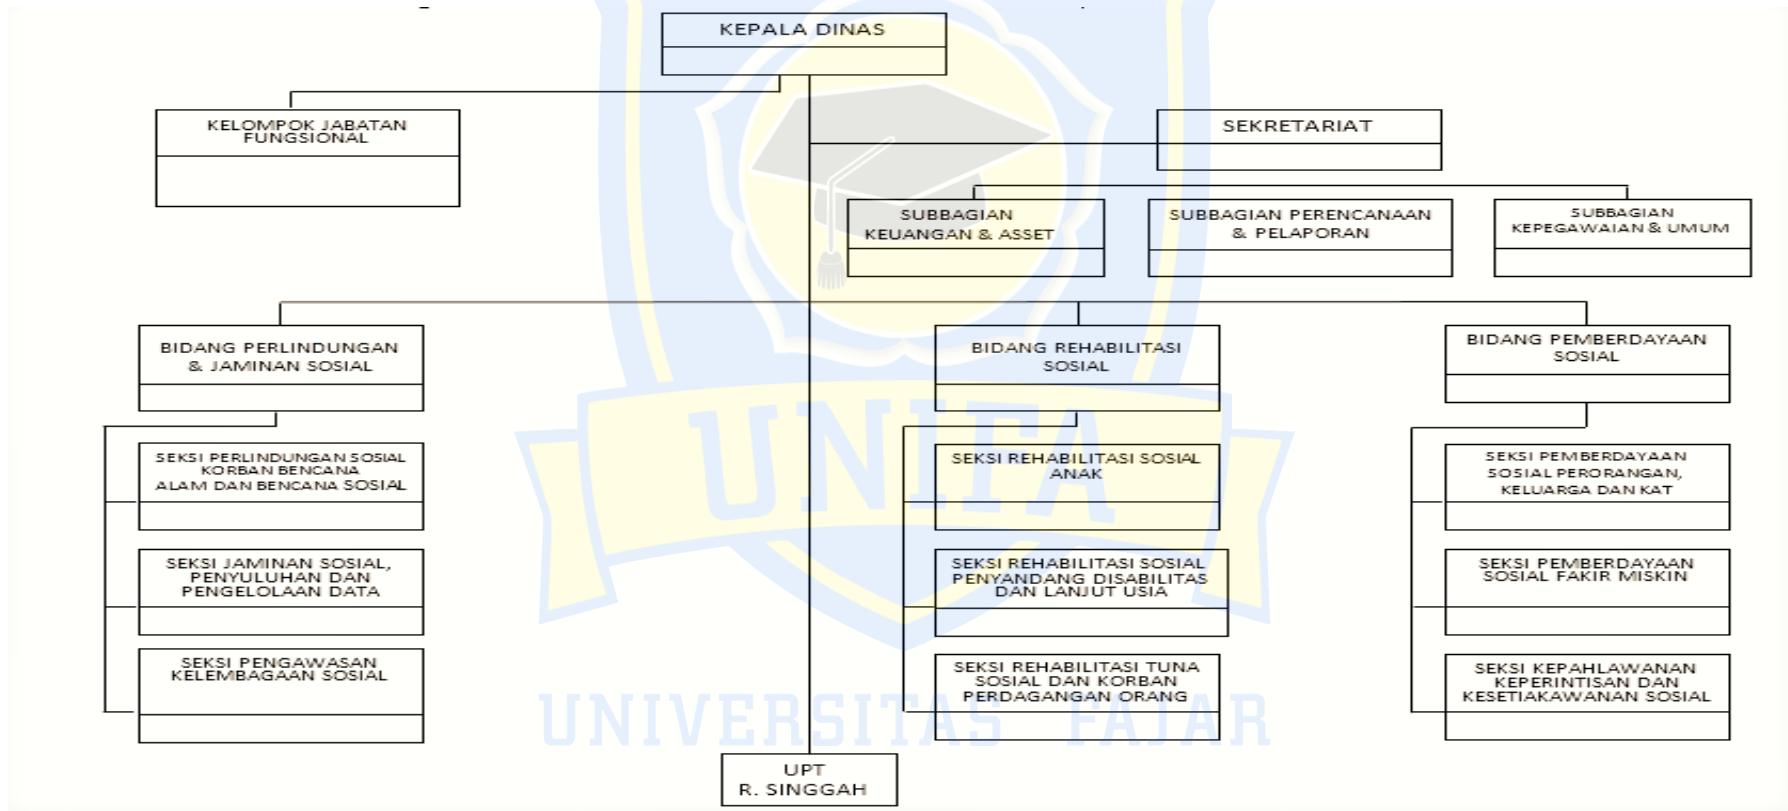 KEPALA DINAS
KELOMPOK JABATAN
FUNGSIONAL
SEKRETARIAT
SUBBAGIAN
KEUANGAN & ASSET
SUBBAGIAN PERENCANAAN
& PELAPORAN
SUBBAGIAN
KEPEGAWAIAN & UMUM
BIDANG PERLINDUNGAN
& JAMINAN SOSIAL
BIDANG REHABILITASI
SOSIAL
BIDANG PEMBERDAYAAN
SOSIAL
SEKSI PERLINDUNGAN SOSIAL
KORBAN BENCANA
ALAM DAN BENCANA SOSIAL
SEKSI JAMINAN SOSIAL,
PENYULUHAN DAN
PENGELOLAAN DATA
SEKSI PENGAWASAN
KELEMBAGAAN SOSIAL
SEKSI REHABILITASI SOSIAL
ANAK
SEKSI REHABILITASI SOSIAL
PENYANDANG DISABILITAS
DAN LANJUT USIA
SEKSI REHABILITASI TUNA
SOSIAL DAN KORBAN
PERDAGANGAN ORANG
SEKSI PEMBERDAYAAN
SOSIAL PERORANGAN,
KELUARGA DAN KAT
SEKSI PEMBERDAYAAN
SOSIAL FAKIR MISKIN
SEKSI KEPAHLAWANAN
KEPERINTISAN DAN
KESETIAKAWANAN SOSIAL
UPT
R. SINGGAH
UNIFA
UNIVERSITAS FAJAR